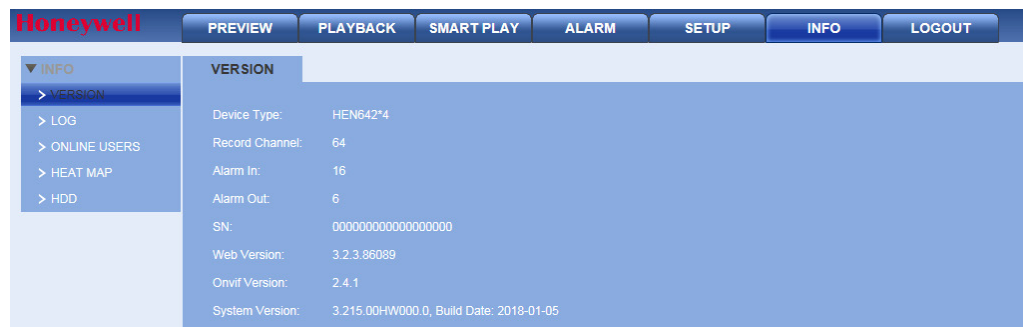 Honeywell PREVIEW PLAYBACK SMART PLAY ALARM SETUP INFO LOGOUT
▼ INFO
> VERSION
> LOG
> ONLINE USERS
> HEAT MAP
> HDD
VERSION
Device Type: HEN642*4
Record Channel: 64
Alarm In: 16
Alarm Out: 6
SN: 000000000000000000
Web Version: 3.2.3.86089
Onvif Version: 2.4.1
System Version: 3.215.00HW000.0, Build Date: 2018-01-05